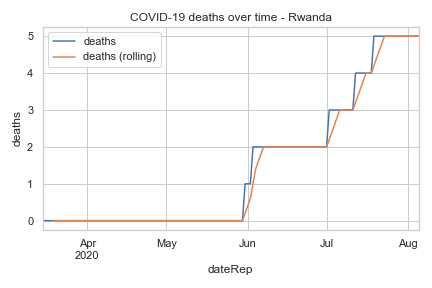 COVID-19 deaths over time - Rwanda
deaths
deaths (rolling)
5
4
3
2
1
0
deaths
Apr
2020
May
Jun
Jul
Aug
dateRep